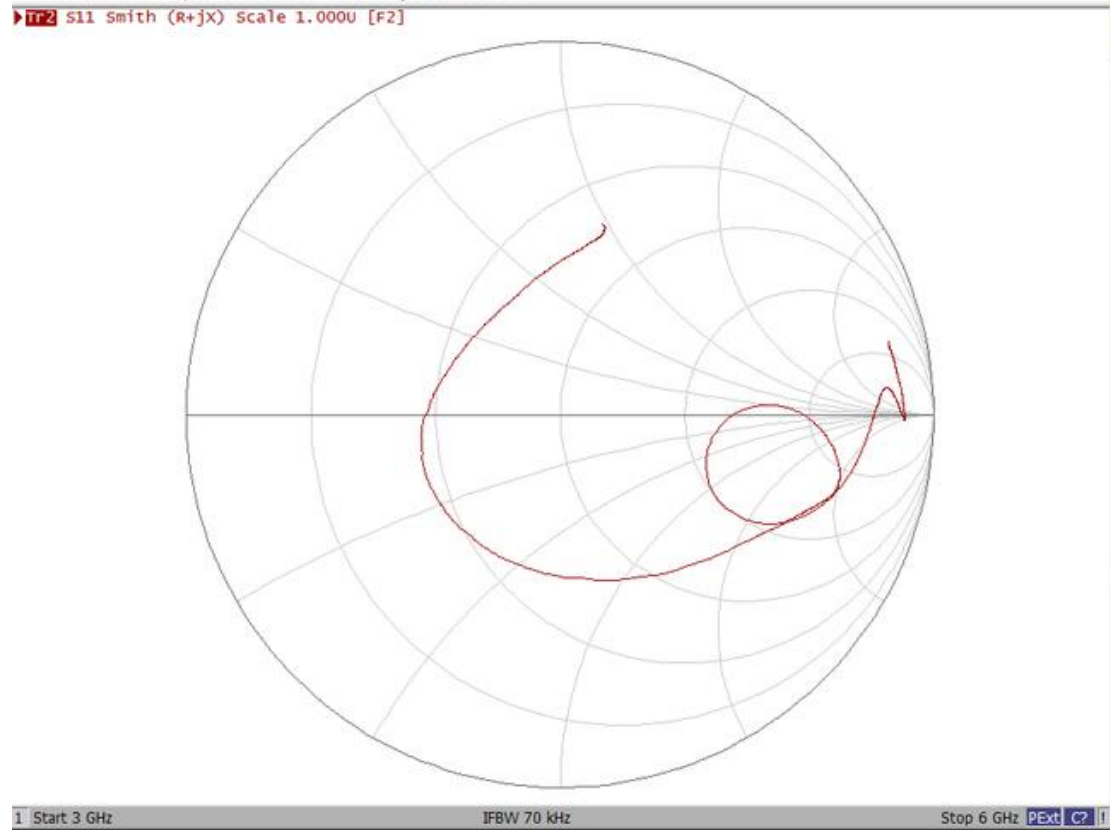 Tr2 S11 Smith (R+jX) Scale 1.000U [F2]
1 Start 3 GHz IFBW 70 kHz Stop 6 GHz PExt C? !